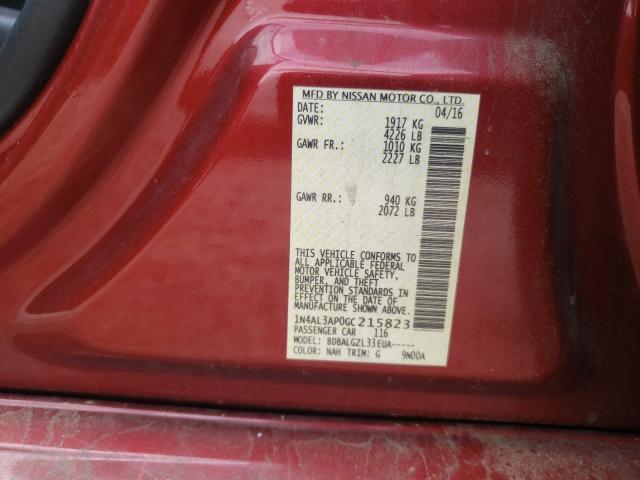 MFD BY NISSAN MOTOR CO., LTD.
DATE: 04/16
GVWR: 1917 KG
4226 LB
GAWR FR.: 1010 KG
2227 LB
GAWR RR.: 940 KG
2072 LB
THIS VEHICLE CONFORMS TO
ALL APPLICABLE FEDERAL
MOTOR VEHICLE SAFETY,
BUMPER, AND THEFT
PREVENTION STANDARDS IN
EFFECT ON THE DATE OF
MANUFACTURE SHOWN ABOVE.
1N4AL3AP0GC215823
PASSENGER CAR 116
MODEL: BDBALGZL33EUA-----
COLOR: NAH TRIM: G 9N00A